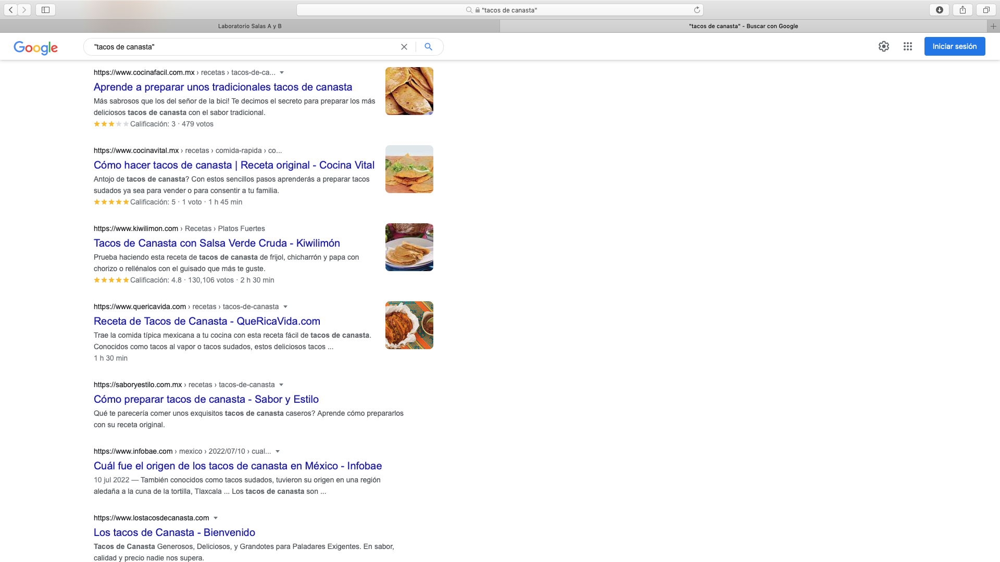 "tacos de canasta"
Laboratorio Salas A y B
"tacos de canasta" - Buscar con Google
Google
"tacos de canasta"
Iniciar sesión
https://www.cocinafacil.com.mx › recetas › tacos-de-ca...
Aprende a preparar unos tradicionales tacos de canasta
Más sabrosos que los del señor de la bici! Te decimos el secreto para preparar los más
deliciosos tacos de canasta con el sabor tradicional.
Calificación: 3 · 479 votos
https://www.cocinavital.mx › recetas › comida-rapida › co...
Cómo hacer tacos de canasta | Receta original - Cocina Vital
Antojo de tacos de canasta? Con estos sencillos pasos aprenderás a preparar tacos
sudados ya sea para vender o para consentir a tu familia.
Calificación: 5 · 1 voto · 1 h 45 min
https://www.kiwilimon.com › Recetas › Platos Fuertes
Tacos de Canasta con Salsa Verde Cruda - Kiwilimón
Prueba haciendo esta receta de tacos de canasta de frijol, chicharrón y papa con
chorizo o rellénalos con el guisado que más te guste.
Calificación: 4.8 · 130,106 votos · 2 h 30 min
https://www.quericavida.com › recetas › tacos-de-canasta
Receta de Tacos de Canasta - QueRicaVida.com
Trae la comida típica mexicana a tu cocina con esta receta fácil de tacos de canasta.
Conocidos como tacos al vapor o tacos sudados, estos deliciosos tacos ...
1 h 30 min
https://saboryestilo.com.mx › recetas › tacos-de-canasta
Cómo preparar tacos de canasta - Sabor y Estilo
Qué te parecería comer unos exquisitos tacos de canasta caseros? Aprende cómo prepararlos
con su receta original.
https://www.infobae.com › mexico › 2022/07/10 › cual...
Cuál fue el origen de los tacos de canasta en México - Infobae
10 jul 2022 — También conocidos como tacos sudados, tuvieron su origen en una región
aledaña a la cuna de la tortilla, Tlaxcala ... Los tacos de canasta son ...
https://www.lostacosdecanasta.com
Los tacos de Canasta - Bienvenido
Tacos de Canasta Generosos, Deliciosos, y Grandotes para Paladares Exigentes. En sabor,
calidad y precio nadie nos supera.